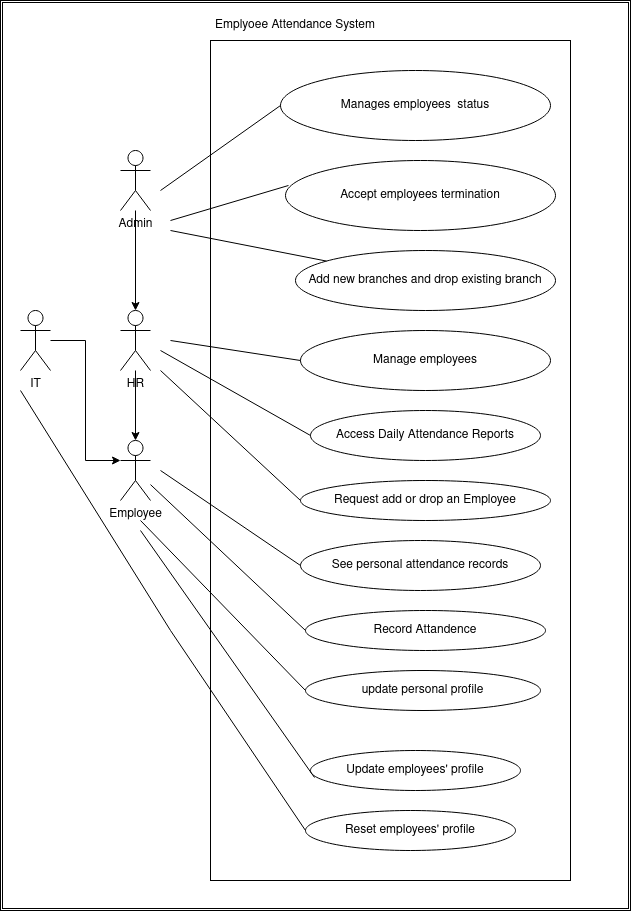 Emplyoee Attendance System
Manages employees status
Accept employees termination
Admin
Add new branches and drop existing branch
Manage employees
IT
HR
Access Daily Attendance Reports
Request add or drop an Employee
Employee
See personal attendance records
Record Attandence
update personal profile
Update employees' profile
Reset employees' profile